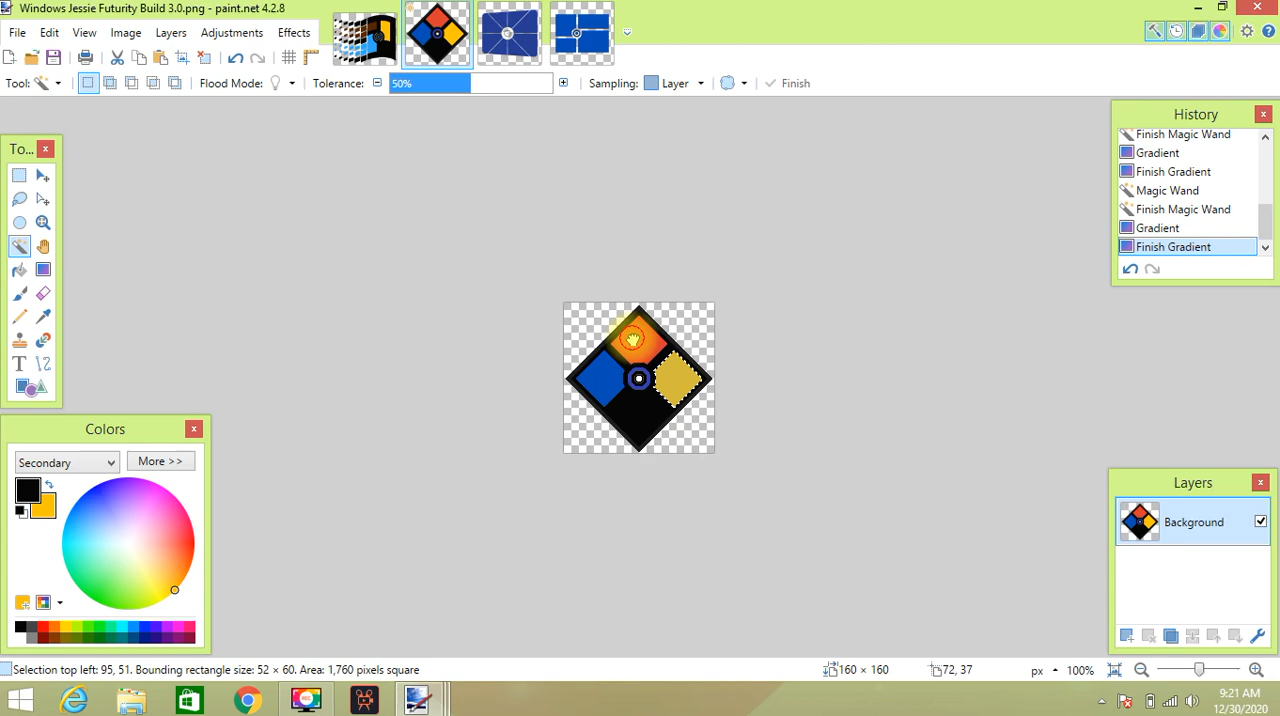 Windows Jessie Futurity Build 3.0.png - paint.net 4.2.8
File Edit View Image Layers Adjustments Effects
Tool: Flood Mode: Tolerance: 50% Sampling: Layer Finish
To...
History
Finish Magic Wand
Gradient
Finish Gradient
Magic Wand
Finish Magic Wand
Gradient
Finish Gradient
Colors
Secondary More >>
Layers
Background
Selection top left: 95, 51. Bounding rectangle size: 52 × 60. Area: 1,760 pixels square 160 × 160 72, 37 px 100%
REC
9:21 AM
12/30/2020